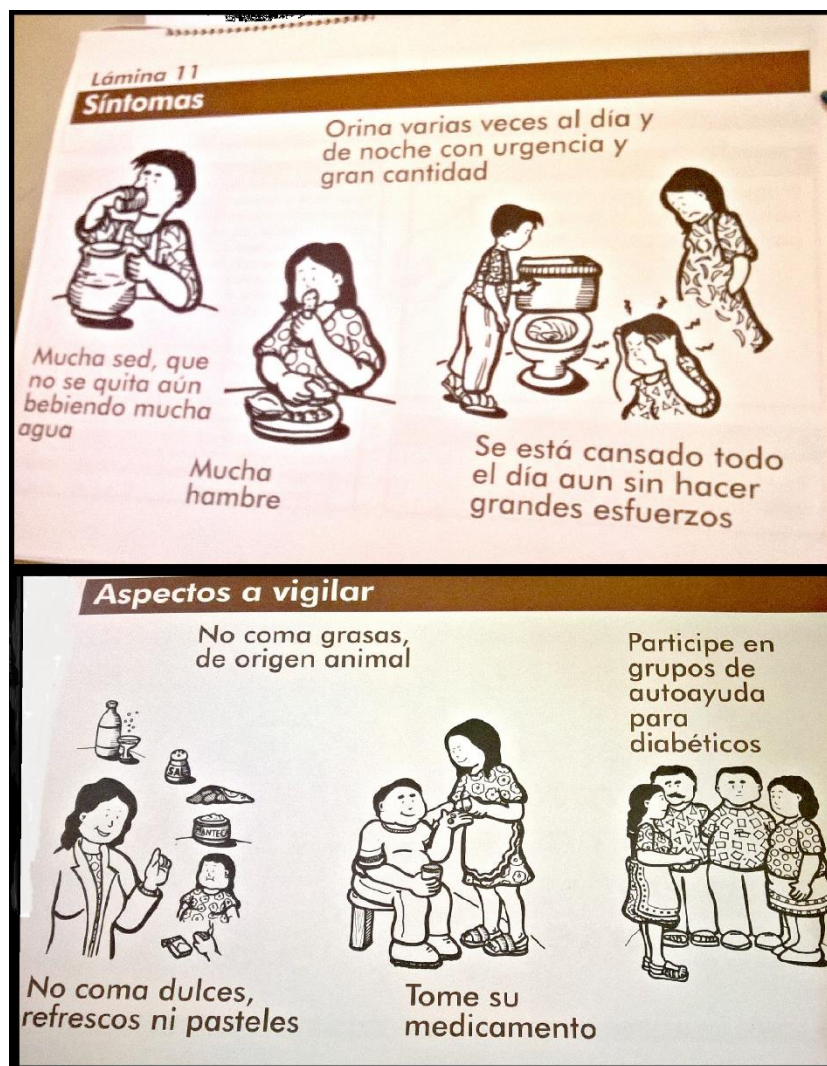 Lámina 11
Síntomas
Orina varias veces al día y
de noche con urgencia y
gran cantidad
Mucha sed, que
no se quita aún
bebiendo mucha
agua
Mucha
hambre
Se está cansado todo
el día aun sin hacer
grandes esfuerzos
Aspectos a vigilar
No coma grasas,
de origen animal
Participe en
grupos de
autoayuda
para
diabéticos
SAL
MANTECA
No coma dulces,
refrescos ni pasteles
Tome su
medicamento